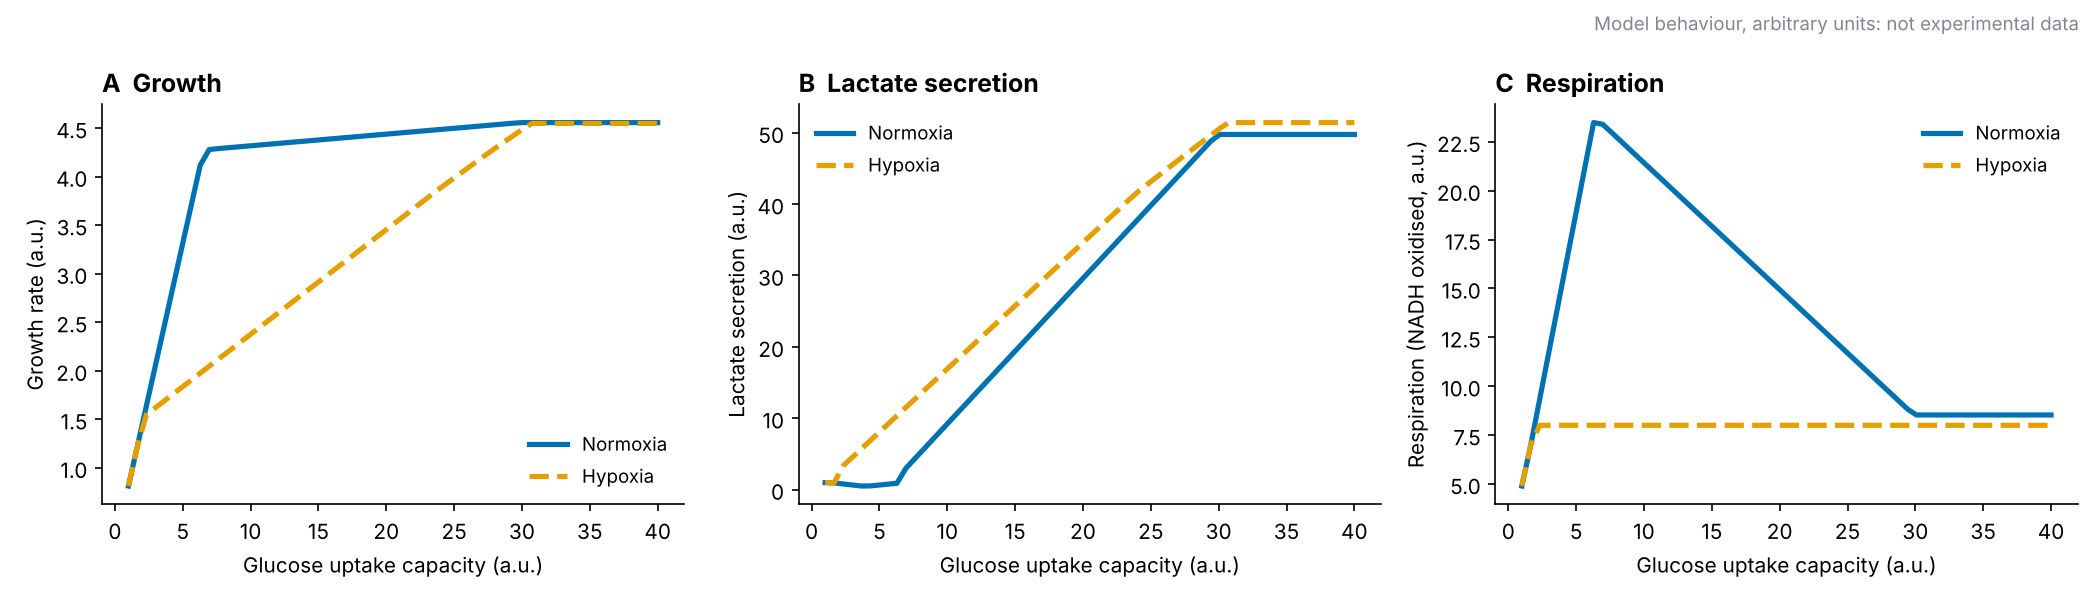 Model behaviour, arbitrary units: not experimental data
A Growth
Growth rate (a.u.)
4.5
4.0
3.5
3.0
2.5
2.0
1.5
1.0
Normoxia
Hypoxia
0 5 10 15 20 25 30 35 40
Glucose uptake capacity (a.u.)
B Lactate secretion
Lactate secretion (a.u.)
50
40
30
20
10
0
Normoxia
Hypoxia
0 5 10 15 20 25 30 35 40
Glucose uptake capacity (a.u.)
C Respiration
Respiration (NADH oxidised, a.u.)
22.5
20.0
17.5
15.0
12.5
10.0
7.5
5.0
Normoxia
Hypoxia
0 5 10 15 20 25 30 35 40
Glucose uptake capacity (a.u.)